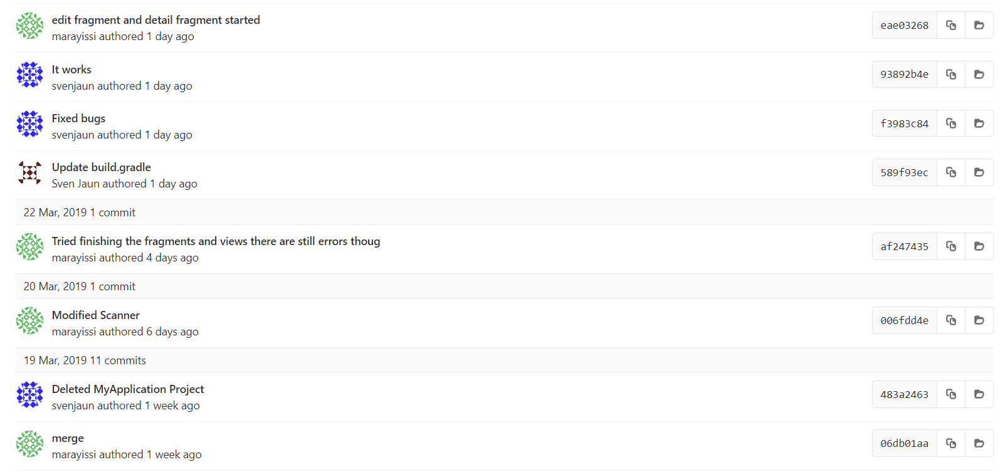 edit fragment and detail fragment started
eae03268
marayissi authored 1 day ago
It works
93892b4e
svenjaun authored 1 day ago
Fixed bugs
f3983c84
svenjaun authored 1 day ago
Update build.gradle
589f93ec
Sven Jaun authored 1 day ago
22 Mar, 2019 1 commit
Tried finishing the fragments and views there are still errors thoug
af247435
marayissi authored 4 days ago
20 Mar, 2019 1 commit
Modified Scanner
006fdd4e
marayissi authored 6 days ago
19 Mar, 2019 11 commits
Deleted MyApplication Project
483a2463
svenjaun authored 1 week ago
merge
06db01aa
marayissi authored 1 week ago